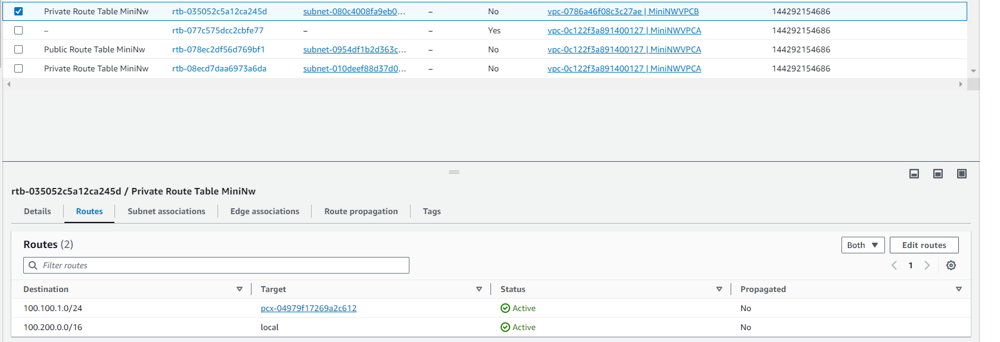 Private Route Table MiniNw rtb-035052c5a12ca245d subnet-080c4008fa9eb0... – No vpc-0786a46f08c3c27ae | MiniNWVPCB 144292154686
– rtb-077c575dcc2cbfe77 – Yes vpc-0c122f3a891400127 | MiniNWVPCA 144292154686
Public Route Table MiniNw rtb-078ec2df56d769bf1 subnet-0954df1b2d363c... – No vpc-0c122f3a891400127 | MiniNWVPCA 144292154686
Private Route Table MiniNw rtb-08ecd7daa6973a6da subnet-010deef88d37d0... – No vpc-0c122f3a891400127 | MiniNWVPCA 144292154686
rtb-035052c5a12ca245d / Private Route Table MiniNw
Details Routes Subnet associations Edge associations Route propagation Tags
Routes (2) Both Edit routes
Filter routes 1
Destination Target Status Propagated
100.100.1.0/24 pcx-04979f17269a2c612 Active No
100.200.0.0/16 local Active No